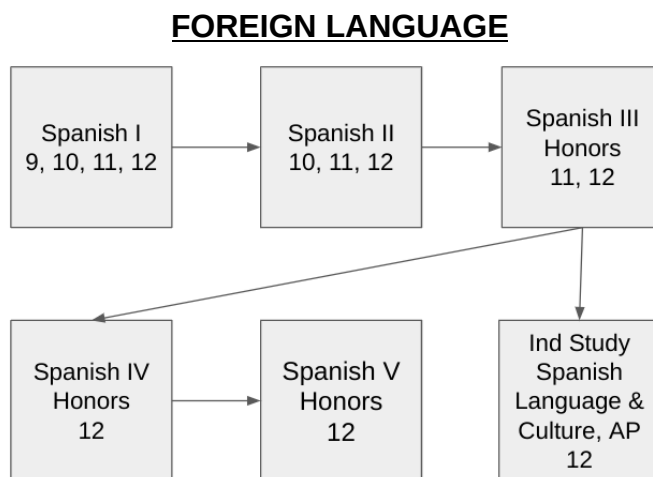 FOREIGN LANGUAGE
Spanish I
9, 10, 11, 12
Spanish II
10, 11, 12
Spanish III
Honors
11, 12
Spanish IV
Honors
12
Spanish V
Honors
12
Ind Study
Spanish
Language &
Culture, AP
12